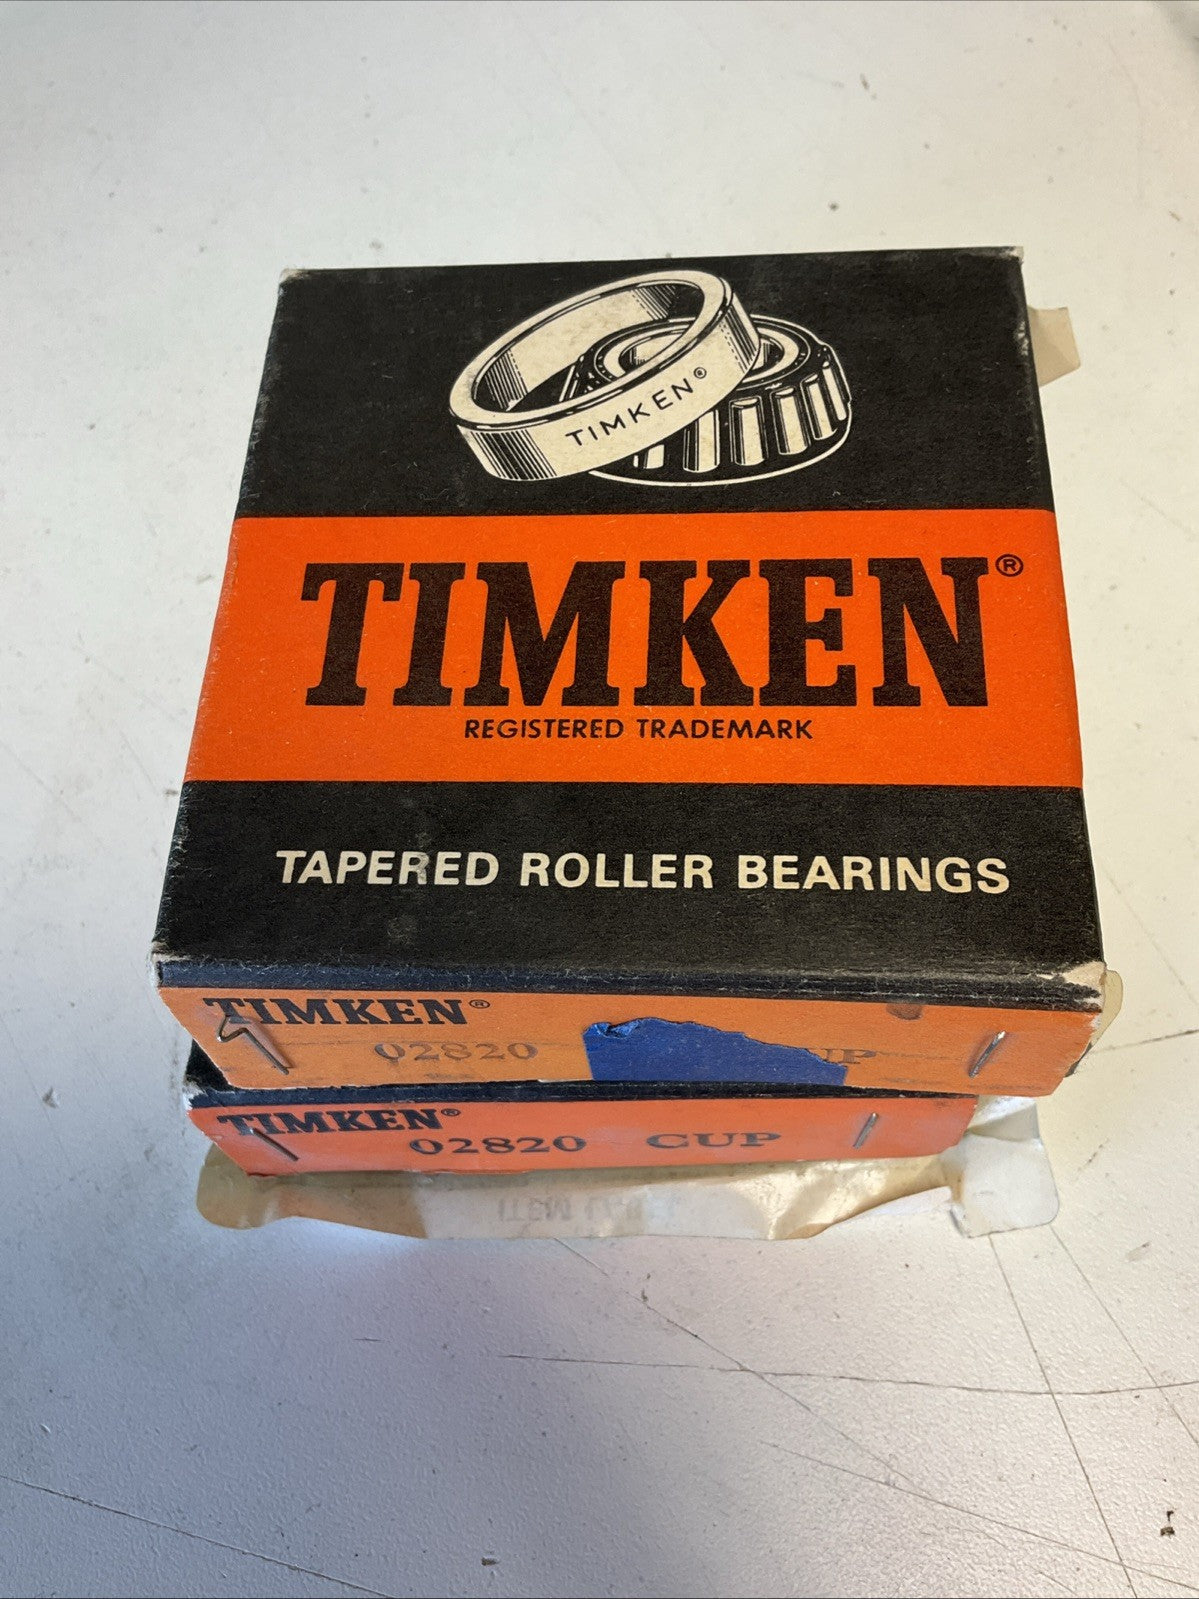 TIMKEN®
TIMKEN®
REGISTERED TRADEMARK
TAPERED ROLLER BEARINGS
TIMKEN®
02820
TIMKEN®
02820 CUP